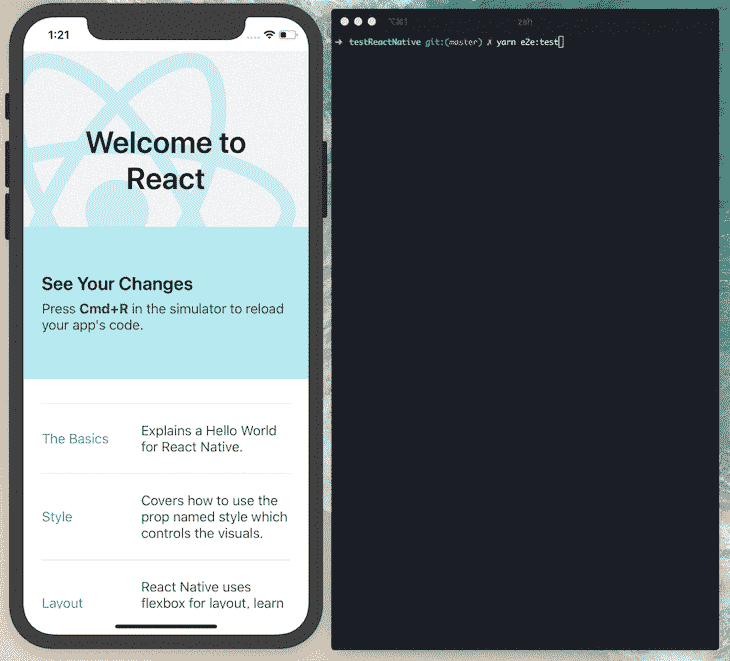 1:21
Welcome to
React
See Your Changes
Press Cmd+R in the simulator to reload
your app's code.
The Basics
Explains a Hello World
for React Native.
Style
Covers how to use the
prop named style which
controls the visuals.
Layout
React Native uses
flexbox for layout, learn
⌥⌘1
zsh
➜ testReactNative git:(master) ✗ yarn e2e:test